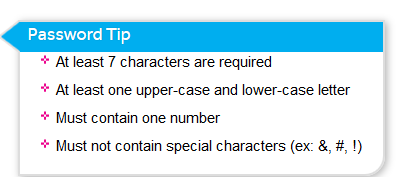 Password Tip
At least 7 characters are required
At least one upper-case and lower-case letter
Must contain one number
Must not contain special characters (ex: &, #, !)